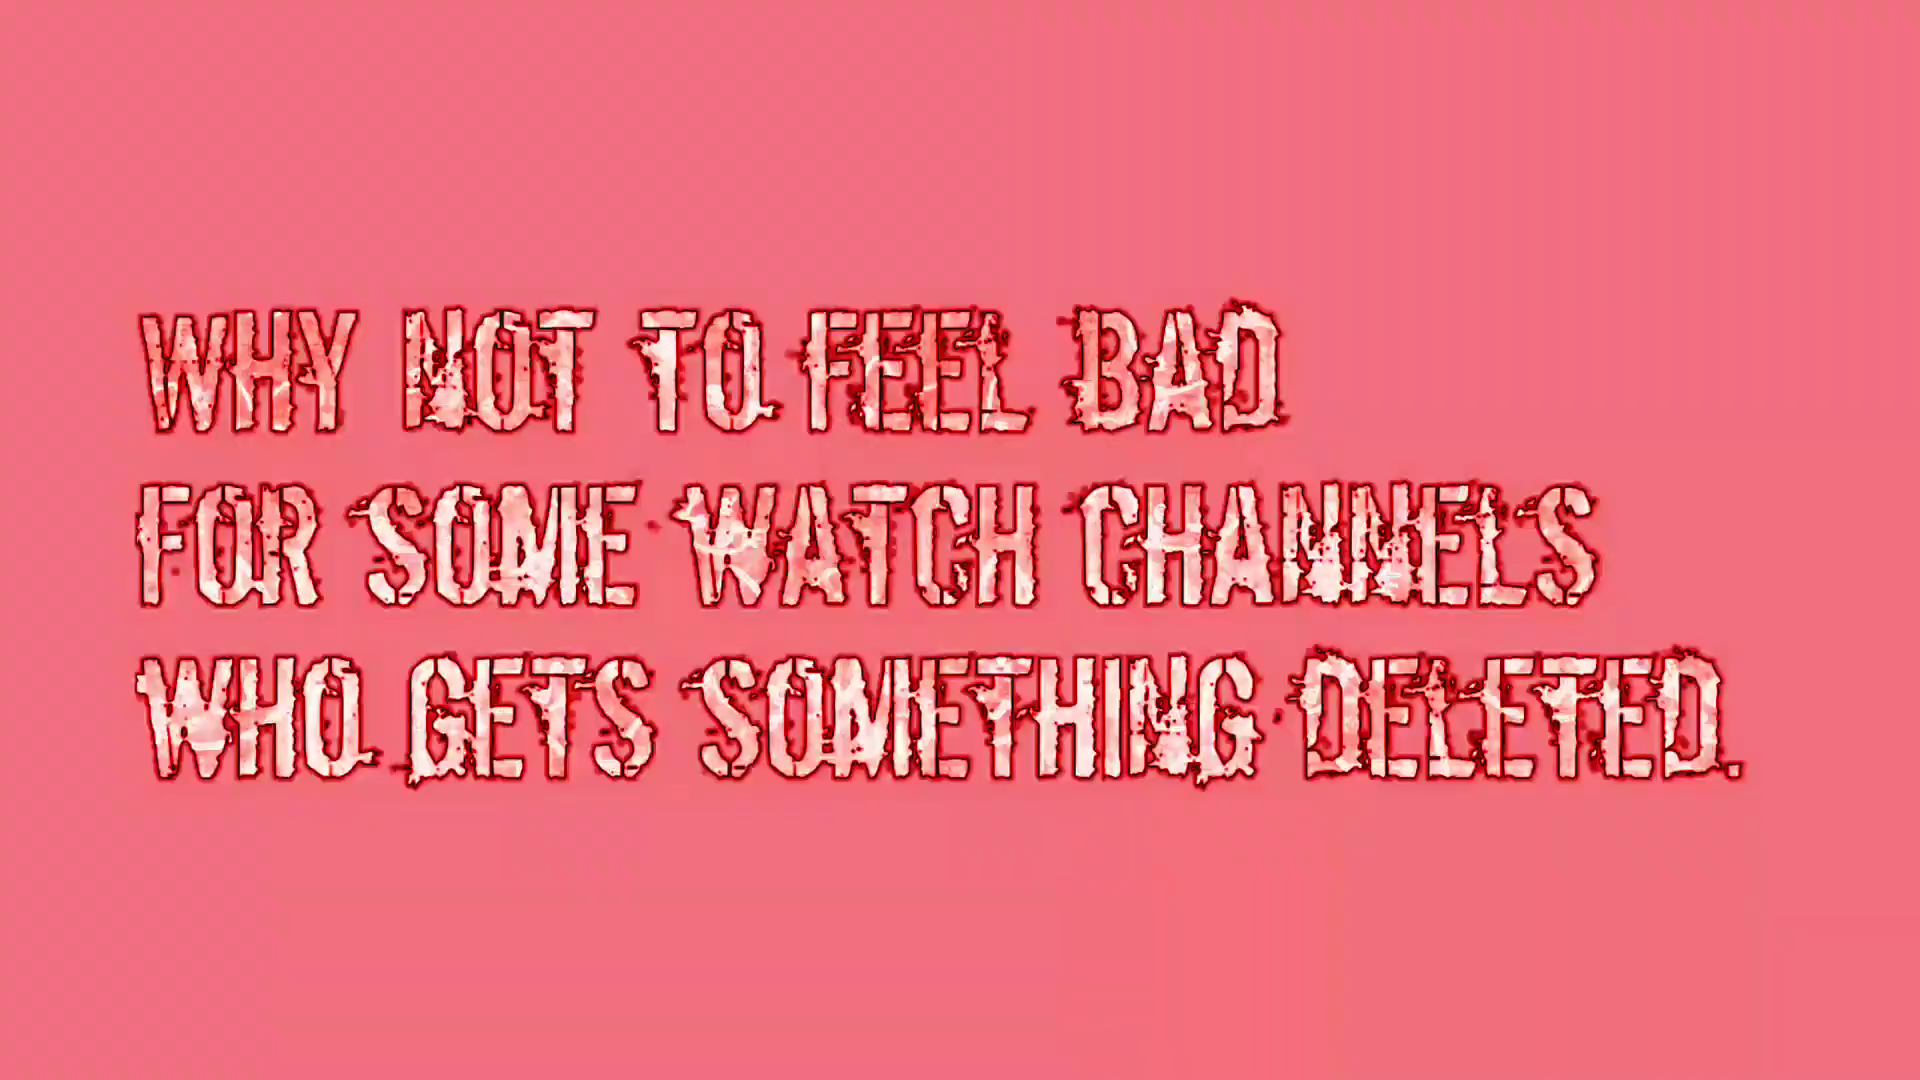 WHY NOT TO FEEL BAD
FOR SOME WATCH CHANNELS
WHO GETS SOMETHING DELETED.